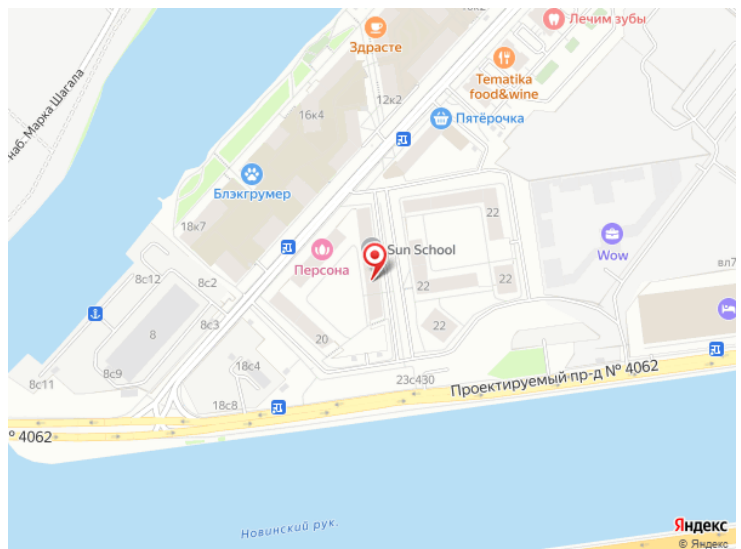 16к2
Лечим зубы
Здрасте
Tematika
food&wine
12к2
16к4
Пятёрочка
наб. Марка Шагала
Блэкгрумер
22
18к7
Sun School
Wow
Персона
вл7
8с12
8с2
22
22
8
8с3
20
22
18с4
8с9
8с11
23с430
Проектируемый пр-д № 4062
18с8
№ 4062
Новинский рук.
Яндекс
© Яндекс